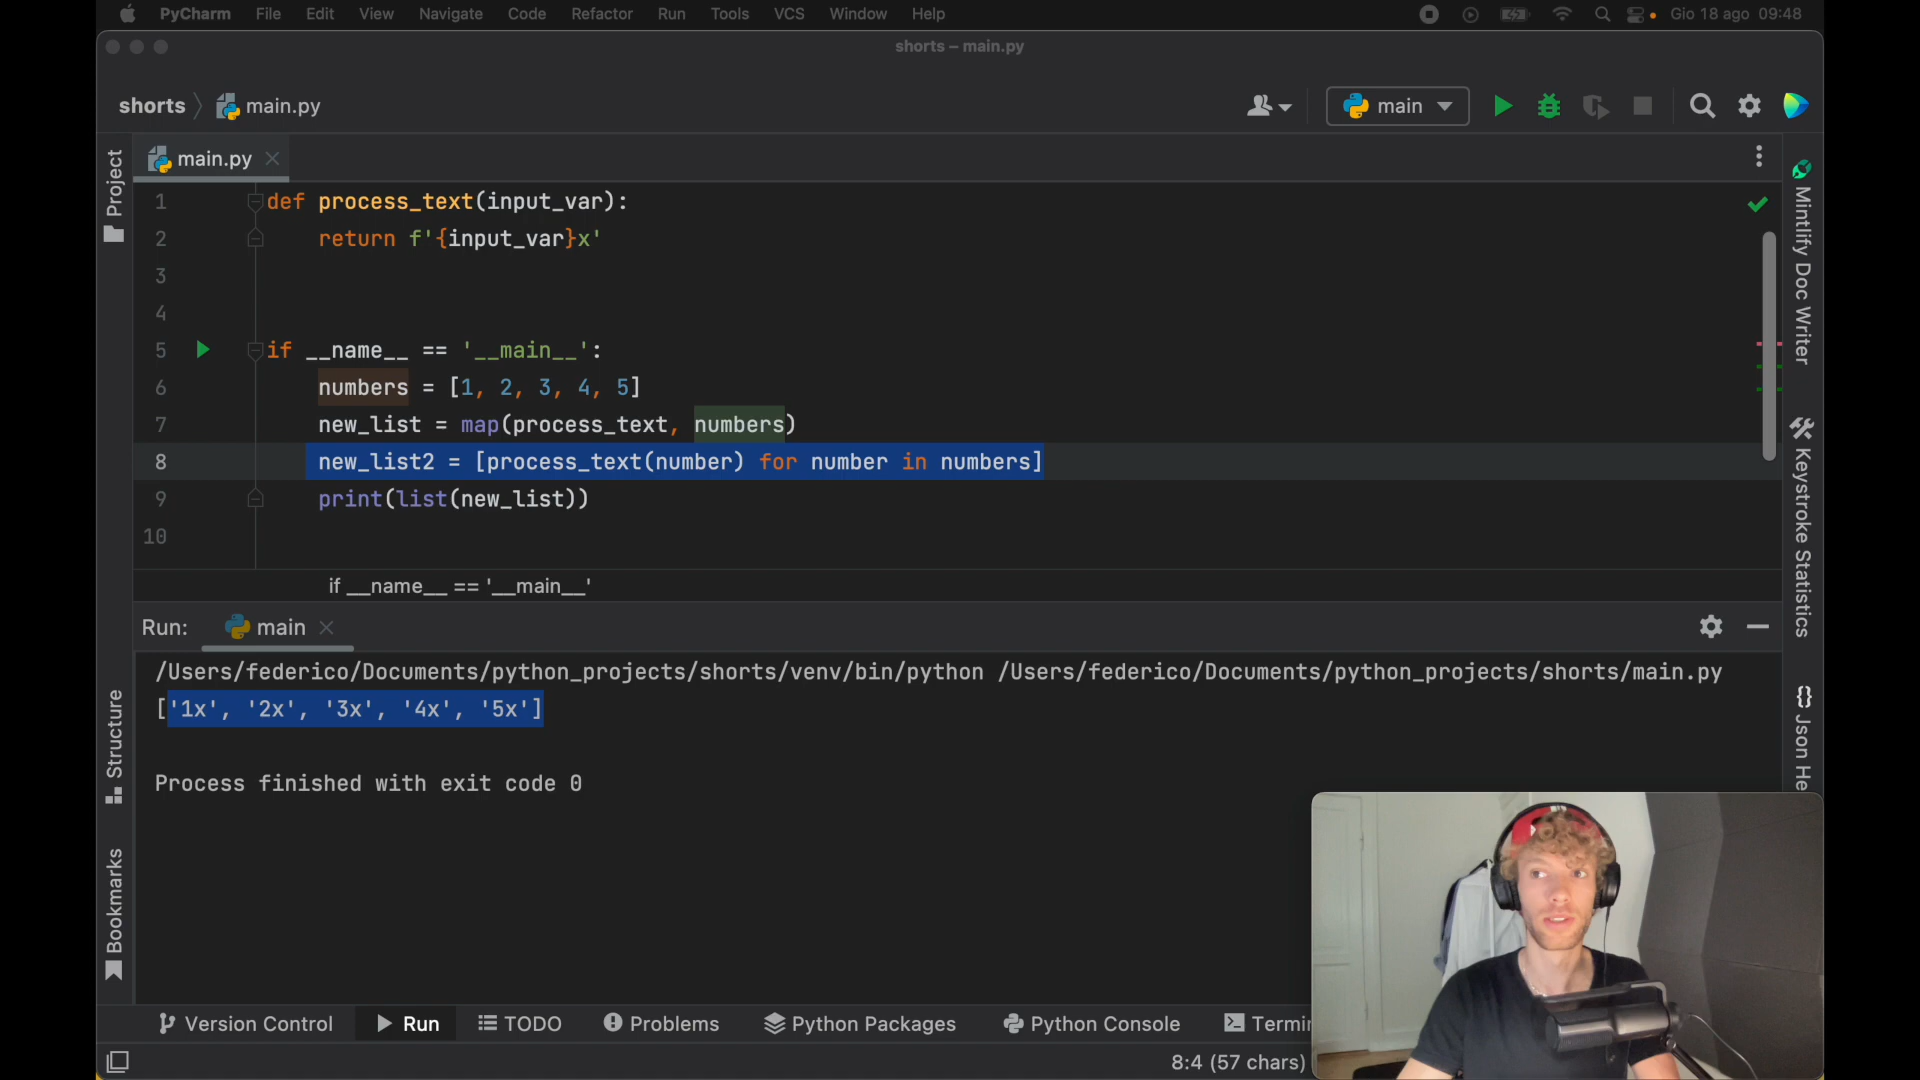 PyCharm File Edit View Navigate Code Refactor Run Tools VCS Window Help Gio 18 ago 09:48
shorts – main.py
shorts main.py main
main.py
1 def process_text(input_var):
2 return f'{input_var}x'
3
4
5 if __name__ == '__main__':
6 numbers = [1, 2, 3, 4, 5]
7 new_list = map(process_text, numbers)
8 new_list2 = [process_text(number) for number in numbers]
9 print(list(new_list))
10
if __name__ == '__main__'
Run: main
/Users/federico/Documents/python_projects/shorts/venv/bin/python /Users/federico/Documents/python_projects/shorts/main.py
['1x', '2x', '3x', '4x', '5x']
Process finished with exit code 0
Project
Structure
Bookmarks
Mintlify Doc Writer
Keystroke Statistics
Json He
Version Control Run TODO Problems Python Packages Python Console Termin
8:4 (57 chars)